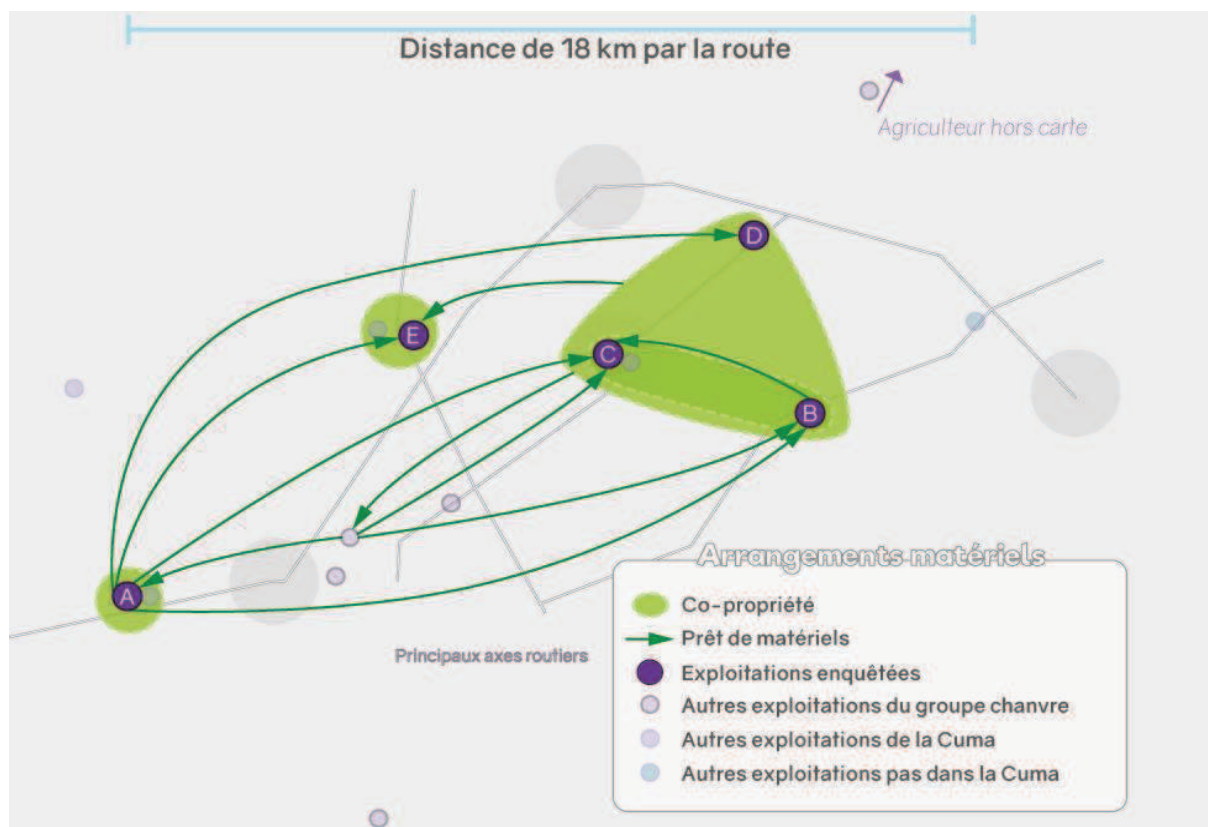 Distance de 18 km par la route
Agriculteur hors carte
D
E
C
B
A
Principaux axes routiers
Arrangements matériels
Co-propriété
Prêt de matériels
Exploitations enquêtées
Autres exploitations du groupe chanvre
Autres exploitations de la Cuma
Autres exploitations pas dans la Cuma